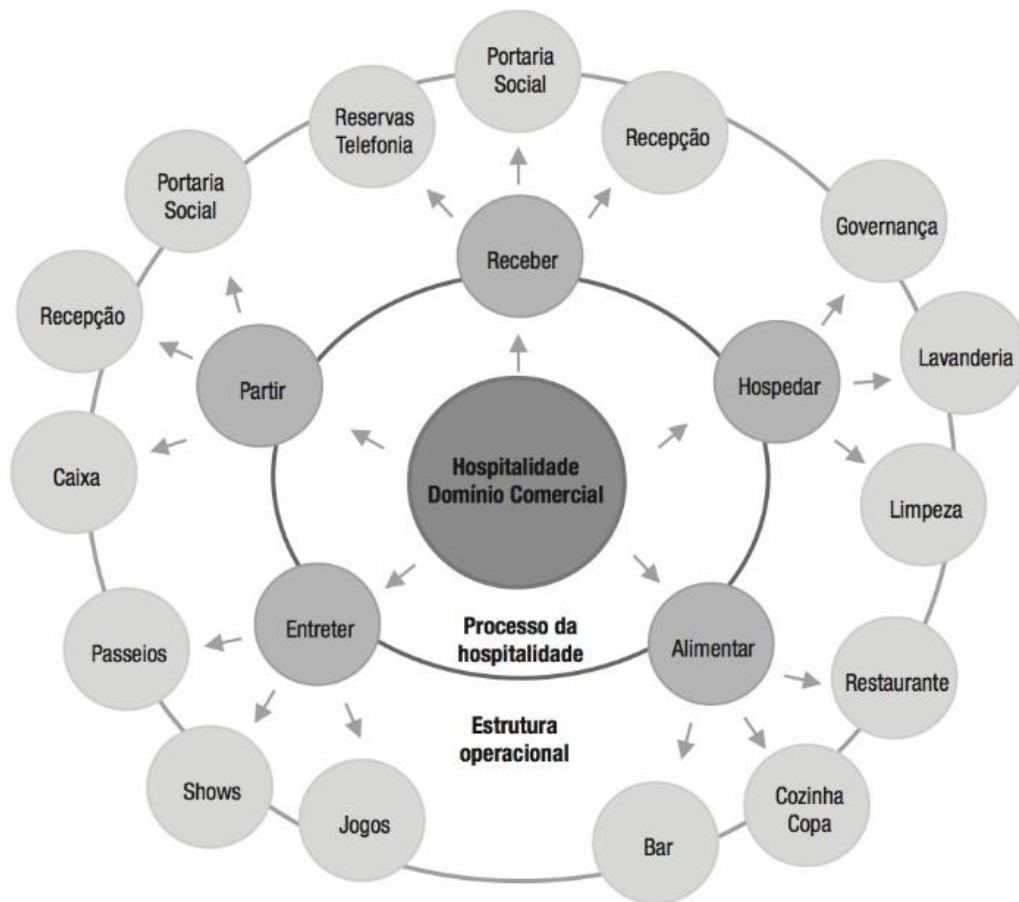 Portaria
Social
Reservas
Telefonia
Recepção
Portaria
Social
Governança
Receber
Recepção
Lavanderia
Partir
Hospedar
Hospitalidade
Domínio Comercial
Caixa
Limpeza
Entreter
Processo da
hospitalidade
Alimentar
Passeios
Restaurante
Estrutura
operacional
Shows
Jogos
Cozinha
Copa
Bar